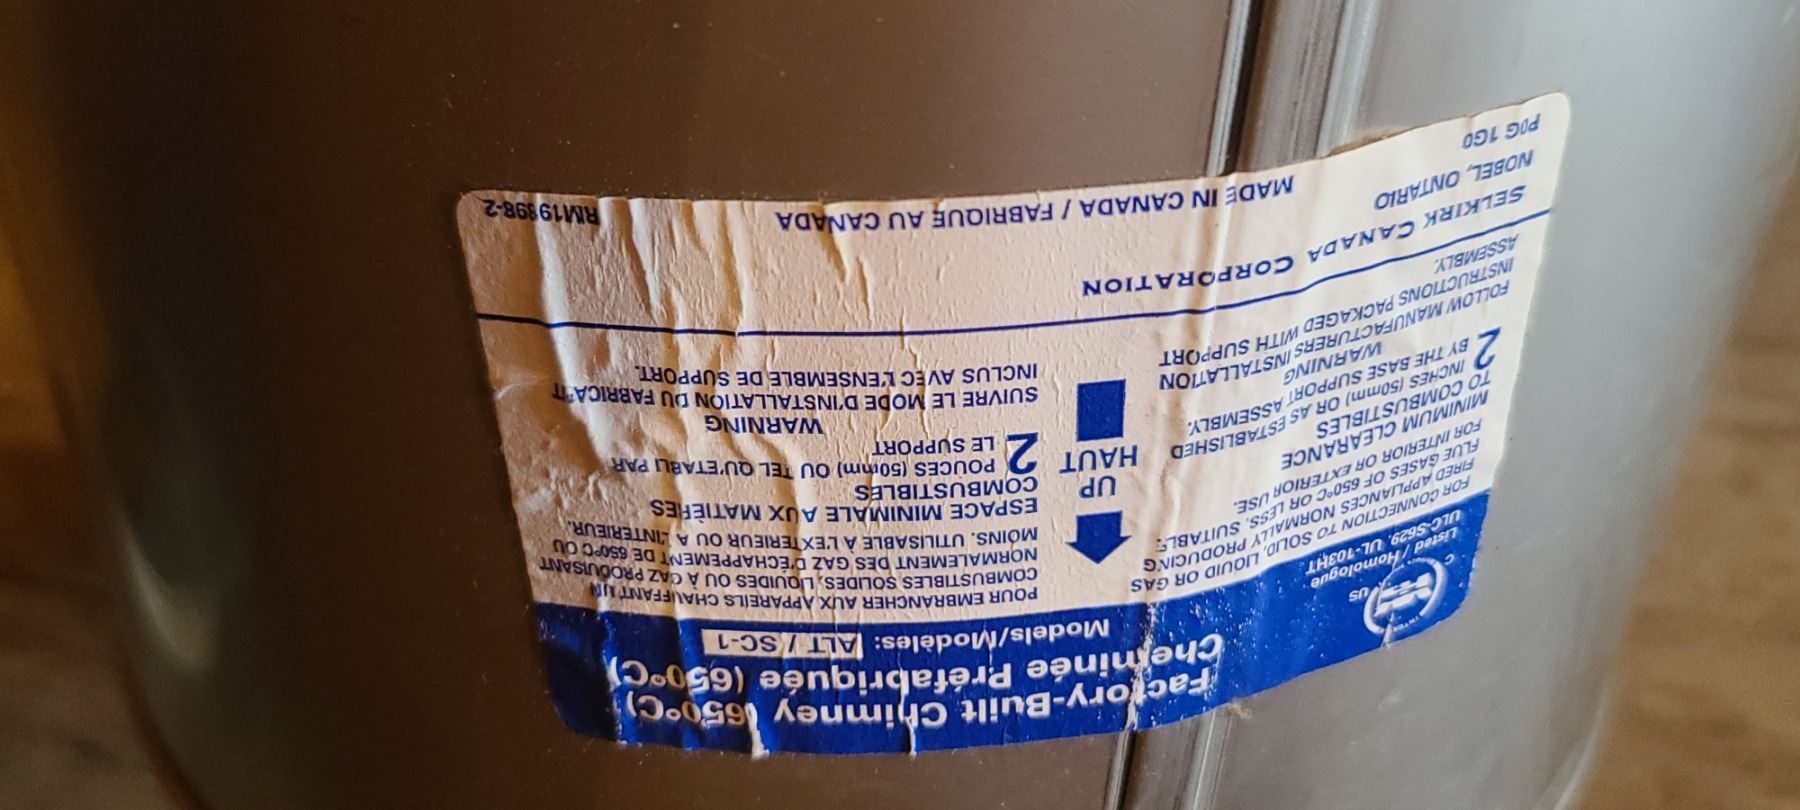 Factory-Built Chimney (650°C)
Cheminée Préfabriquée (650°C)
Models/Modèles: ALT / SC-1
C US
Listed / Homologué
ULC-S629, UL-103HT
FOR CONNECTION TO SOLID, LIQUID OR GAS
FIRED APPLIANCES NORMALY PRODUCING
FLUE GASES OF 650°C OR LESS. SUITABLE
FOR INTERIOR OR EXTERIOR USE.
MINIMUM CLEARANCE
TO COMBUSTIBLES
2 INCHES (50mm) OR AS ESTABLISHED
BY THE BASE SUPPORT ASSEMBLY.
WARNING
FOLLOW MANUFACTURERS INSTALLATION
INSTRUCTIONS PACKAGED WITH SUPPORT
ASSEMBLY.
UP
HAUT
POUR EMBRANCHER AUX APPAREILS CHAUFFANT UN
COMBUSTIBLES SOLIDES, LIQUIDES OU À GAZ PRODUISANT
NORMALEMENT DES GAZ D'ECHAPPEMENT DE 650°C OU
MOINS. UTILISABLE A L'EXTERIEUR OU A L'INTERIEUR.
ESPACE MINIMALE AUX MATIÈRES
COMBUSTIBLES
2 POUCES (50mm) OU TEL QU'ETABLI PAR
LE SUPPORT
WARNING
SUIVRE LE MODE D'INSTALLATION DU FABRICANT
INCLUS AVEC L'ENSEMBLE DE SUPPORT.
SELKIRK CANADA CORPORATION
NOBEL, ONTARIO
P0G 1G0
MADE IN CANADA / FABRIQUE AU CANADA
RM19898-2